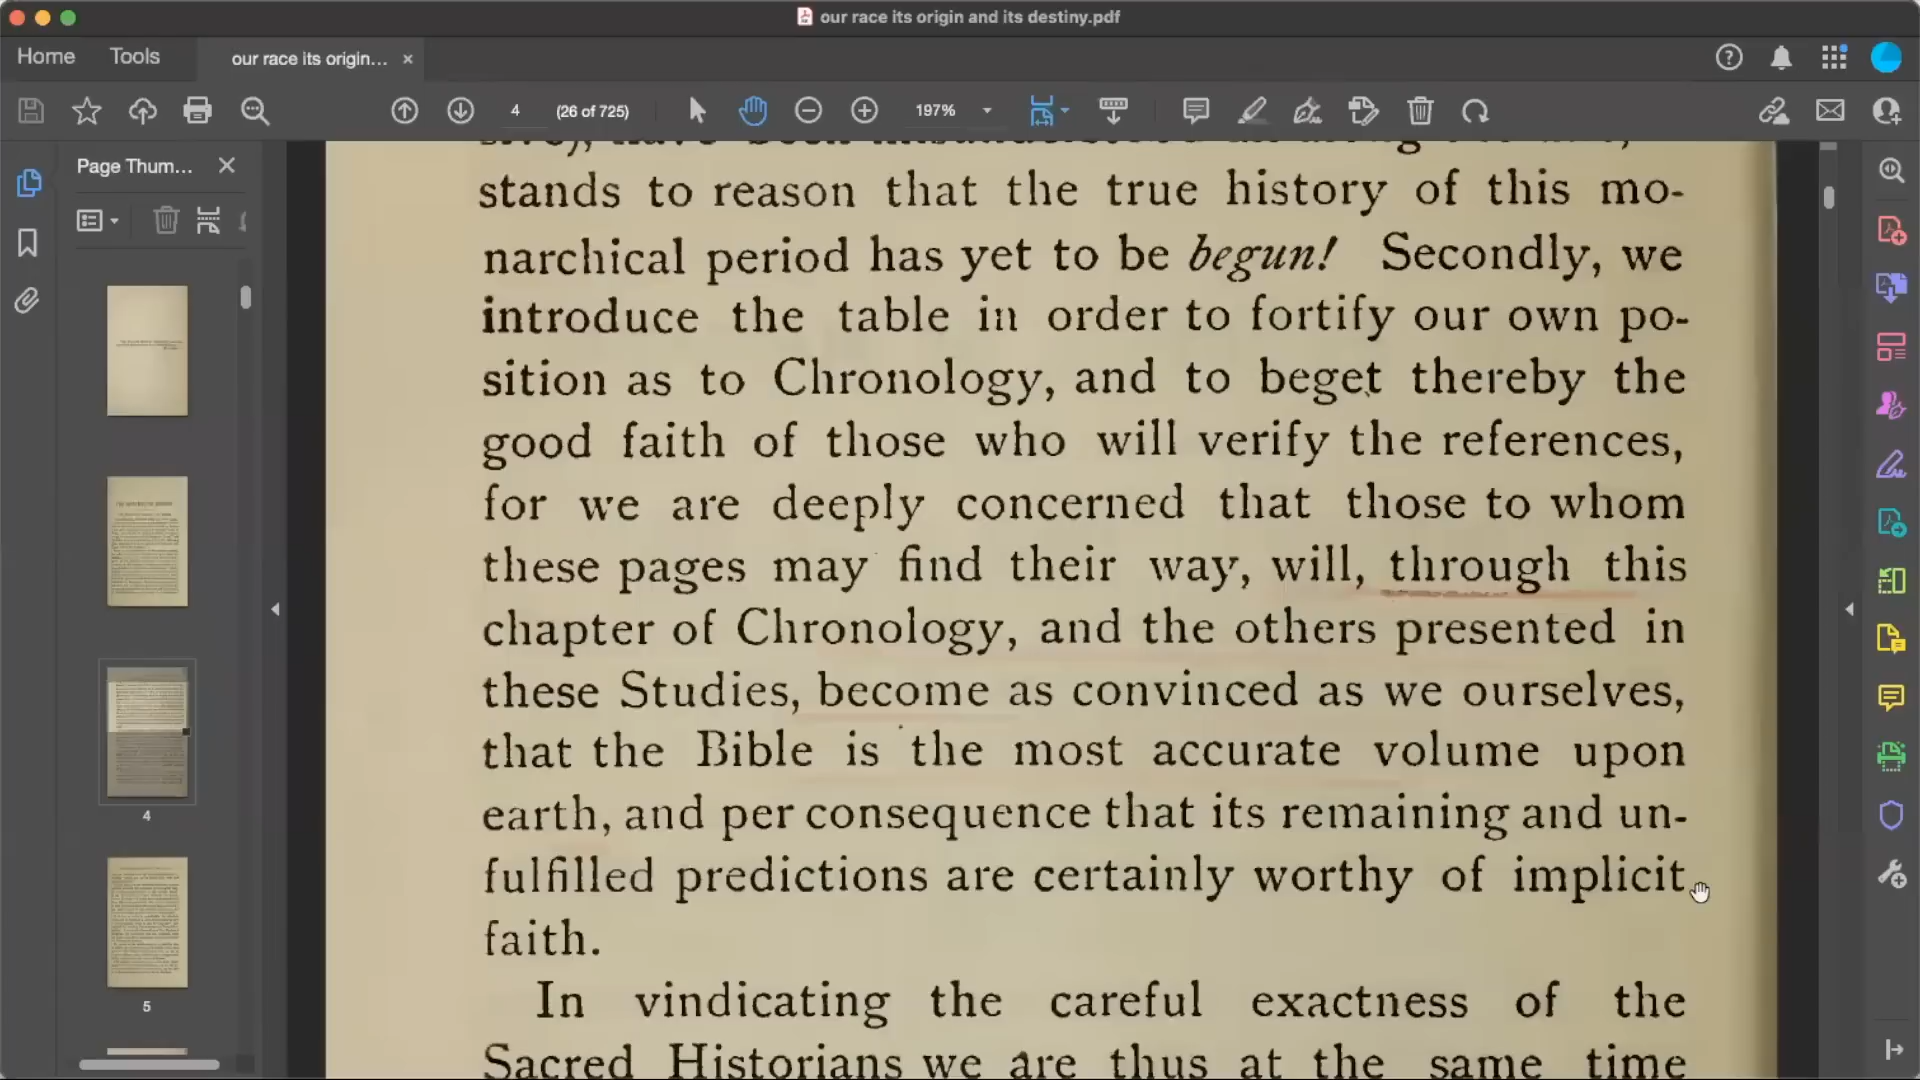 our race its origin and its destiny.pdf
Home Tools our race its origin... ×
4 (26 of 725) 197%
Page Thum...
4
5
stands to reason that the true history of this mo-
narchical period has yet to be begun! Secondly, we
introduce the table in order to fortify our own po-
sition as to Chronology, and to beget thereby the
good faith of those who will verify the references,
for we are deeply concerned that those to whom
these pages may find their way, will, through this
chapter of Chronology, and the others presented in
these Studies, become as convinced as we ourselves,
that the Bible is the most accurate volume upon
earth, and per consequence that its remaining and un-
fulfilled predictions are certainly worthy of implicit
faith.
In vindicating the careful exactness of the
Sacred Historians we are thus at the same time